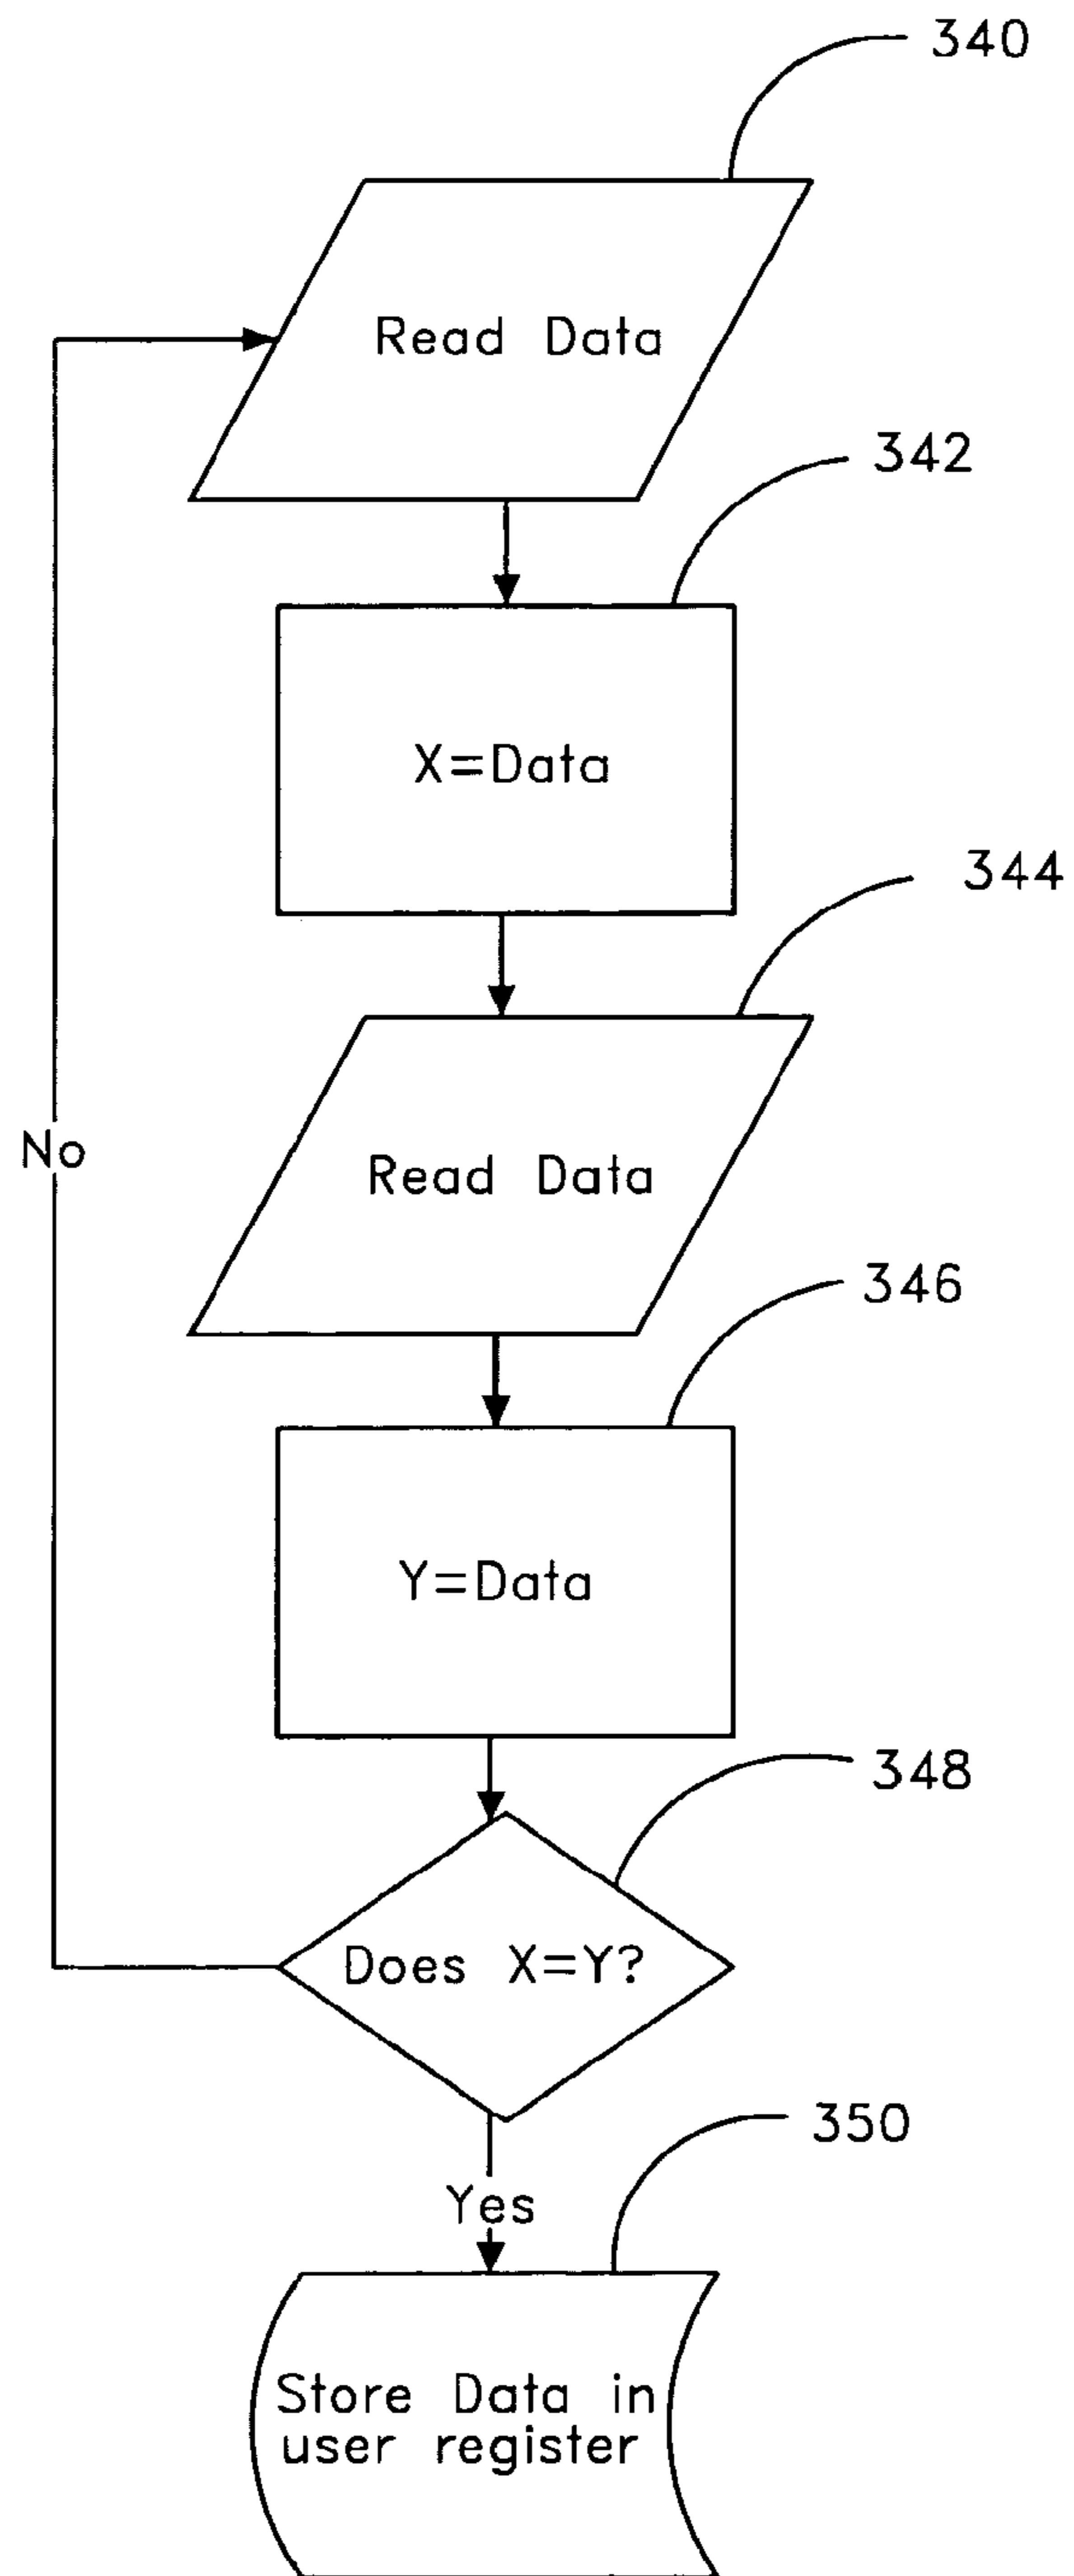 340
Read Data
342
X=Data
344
Read Data
No
346
Y=Data
348
Does X=Y?
350
Yes
Store Data in
user register